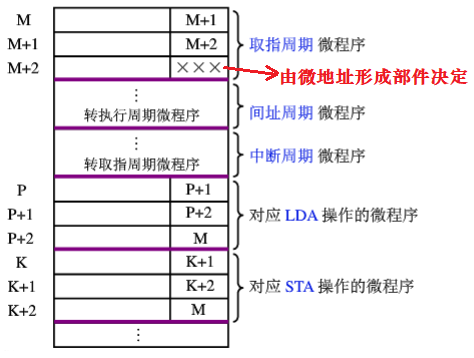 M M+1
M+1 M+2 取指周期 微程序
M+2 ××× 由微地址形成部件决定
⋮
转执行周期微程序 间址周期 微程序
⋮
转取指周期微程序 中断周期 微程序
P P+1
P+1 P+2 对应 LDA 操作的微程序
P+2 M
K K+1
K+1 K+2 对应 STA 操作的微程序
K+2 M
⋮